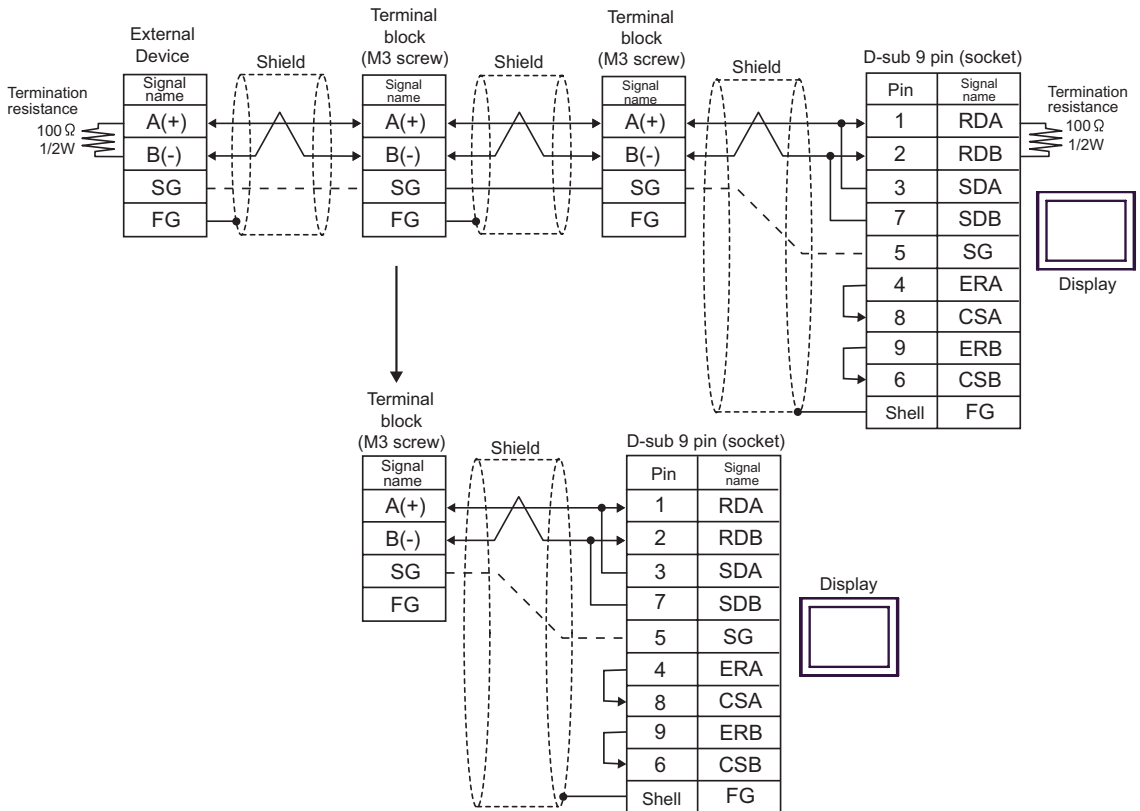 External
Device
Terminal
block
(M3 screw)
Terminal
block
(M3 screw)
D-sub 9 pin (socket)
Shield
Shield
Shield
Termination
resistance
100 Ω
1/2W
Signal
name
A(+)
B(-)
SG
FG
Signal
name
A(+)
B(-)
SG
FG
Signal
name
A(+)
B(-)
SG
FG
Pin Signal
name
1 RDA
2 RDB
3 SDA
7 SDB
5 SG
4 ERA
8 CSA
9 ERB
6 CSB
Shell FG
Termination
resistance
100 Ω
1/2W
Display
Terminal
block
(M3 screw)
Shield
D-sub 9 pin (socket)
Signal
name
A(+)
B(-)
SG
FG
Pin Signal
name
1 RDA
2 RDB
3 SDA
7 SDB
5 SG
4 ERA
8 CSA
9 ERB
6 CSB
Shell FG
Display